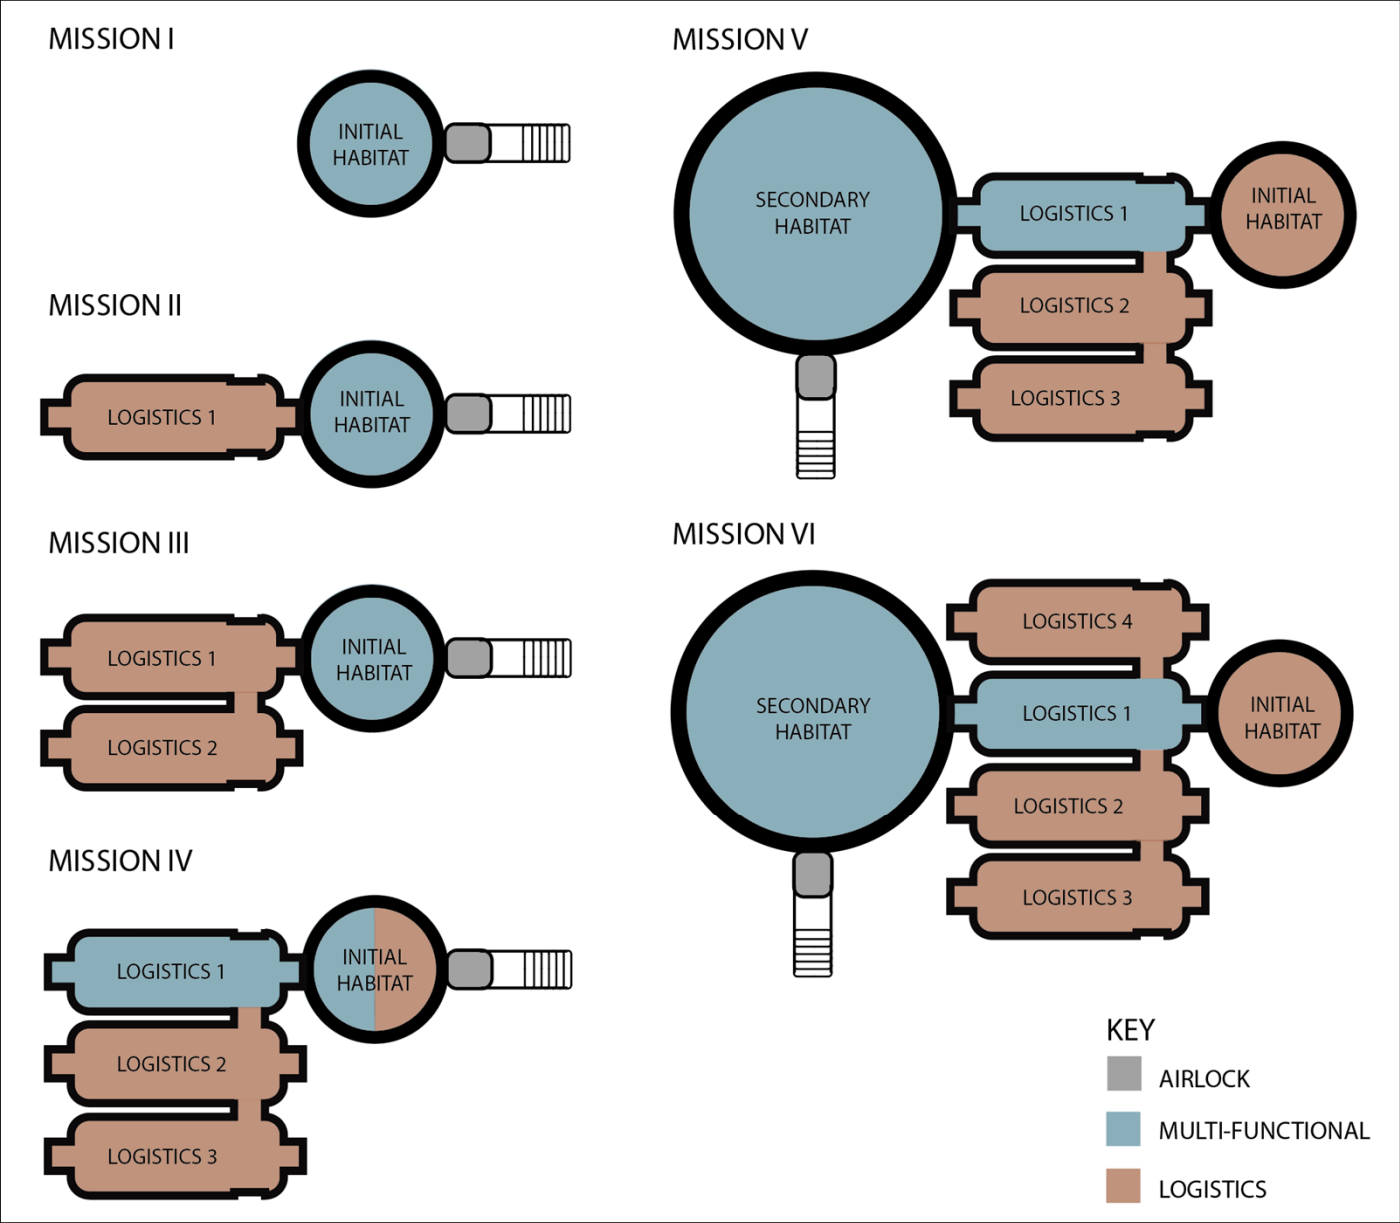 MISSION I
INITIAL
HABITAT
MISSION II
LOGISTICS 1
INITIAL
HABITAT
MISSION III
LOGISTICS 1
INITIAL
HABITAT
LOGISTICS 2
MISSION IV
LOGISTICS 1
INITIAL
HABITAT
LOGISTICS 2
LOGISTICS 3
MISSION V
SECONDARY
HABITAT
LOGISTICS 1
INITIAL
HABITAT
LOGISTICS 2
LOGISTICS 3
MISSION VI
SECONDARY
HABITAT
LOGISTICS 4
LOGISTICS 1
INITIAL
HABITAT
LOGISTICS 2
LOGISTICS 3
KEY
AIRLOCK
MULTI-FUNCTIONAL
LOGISTICS